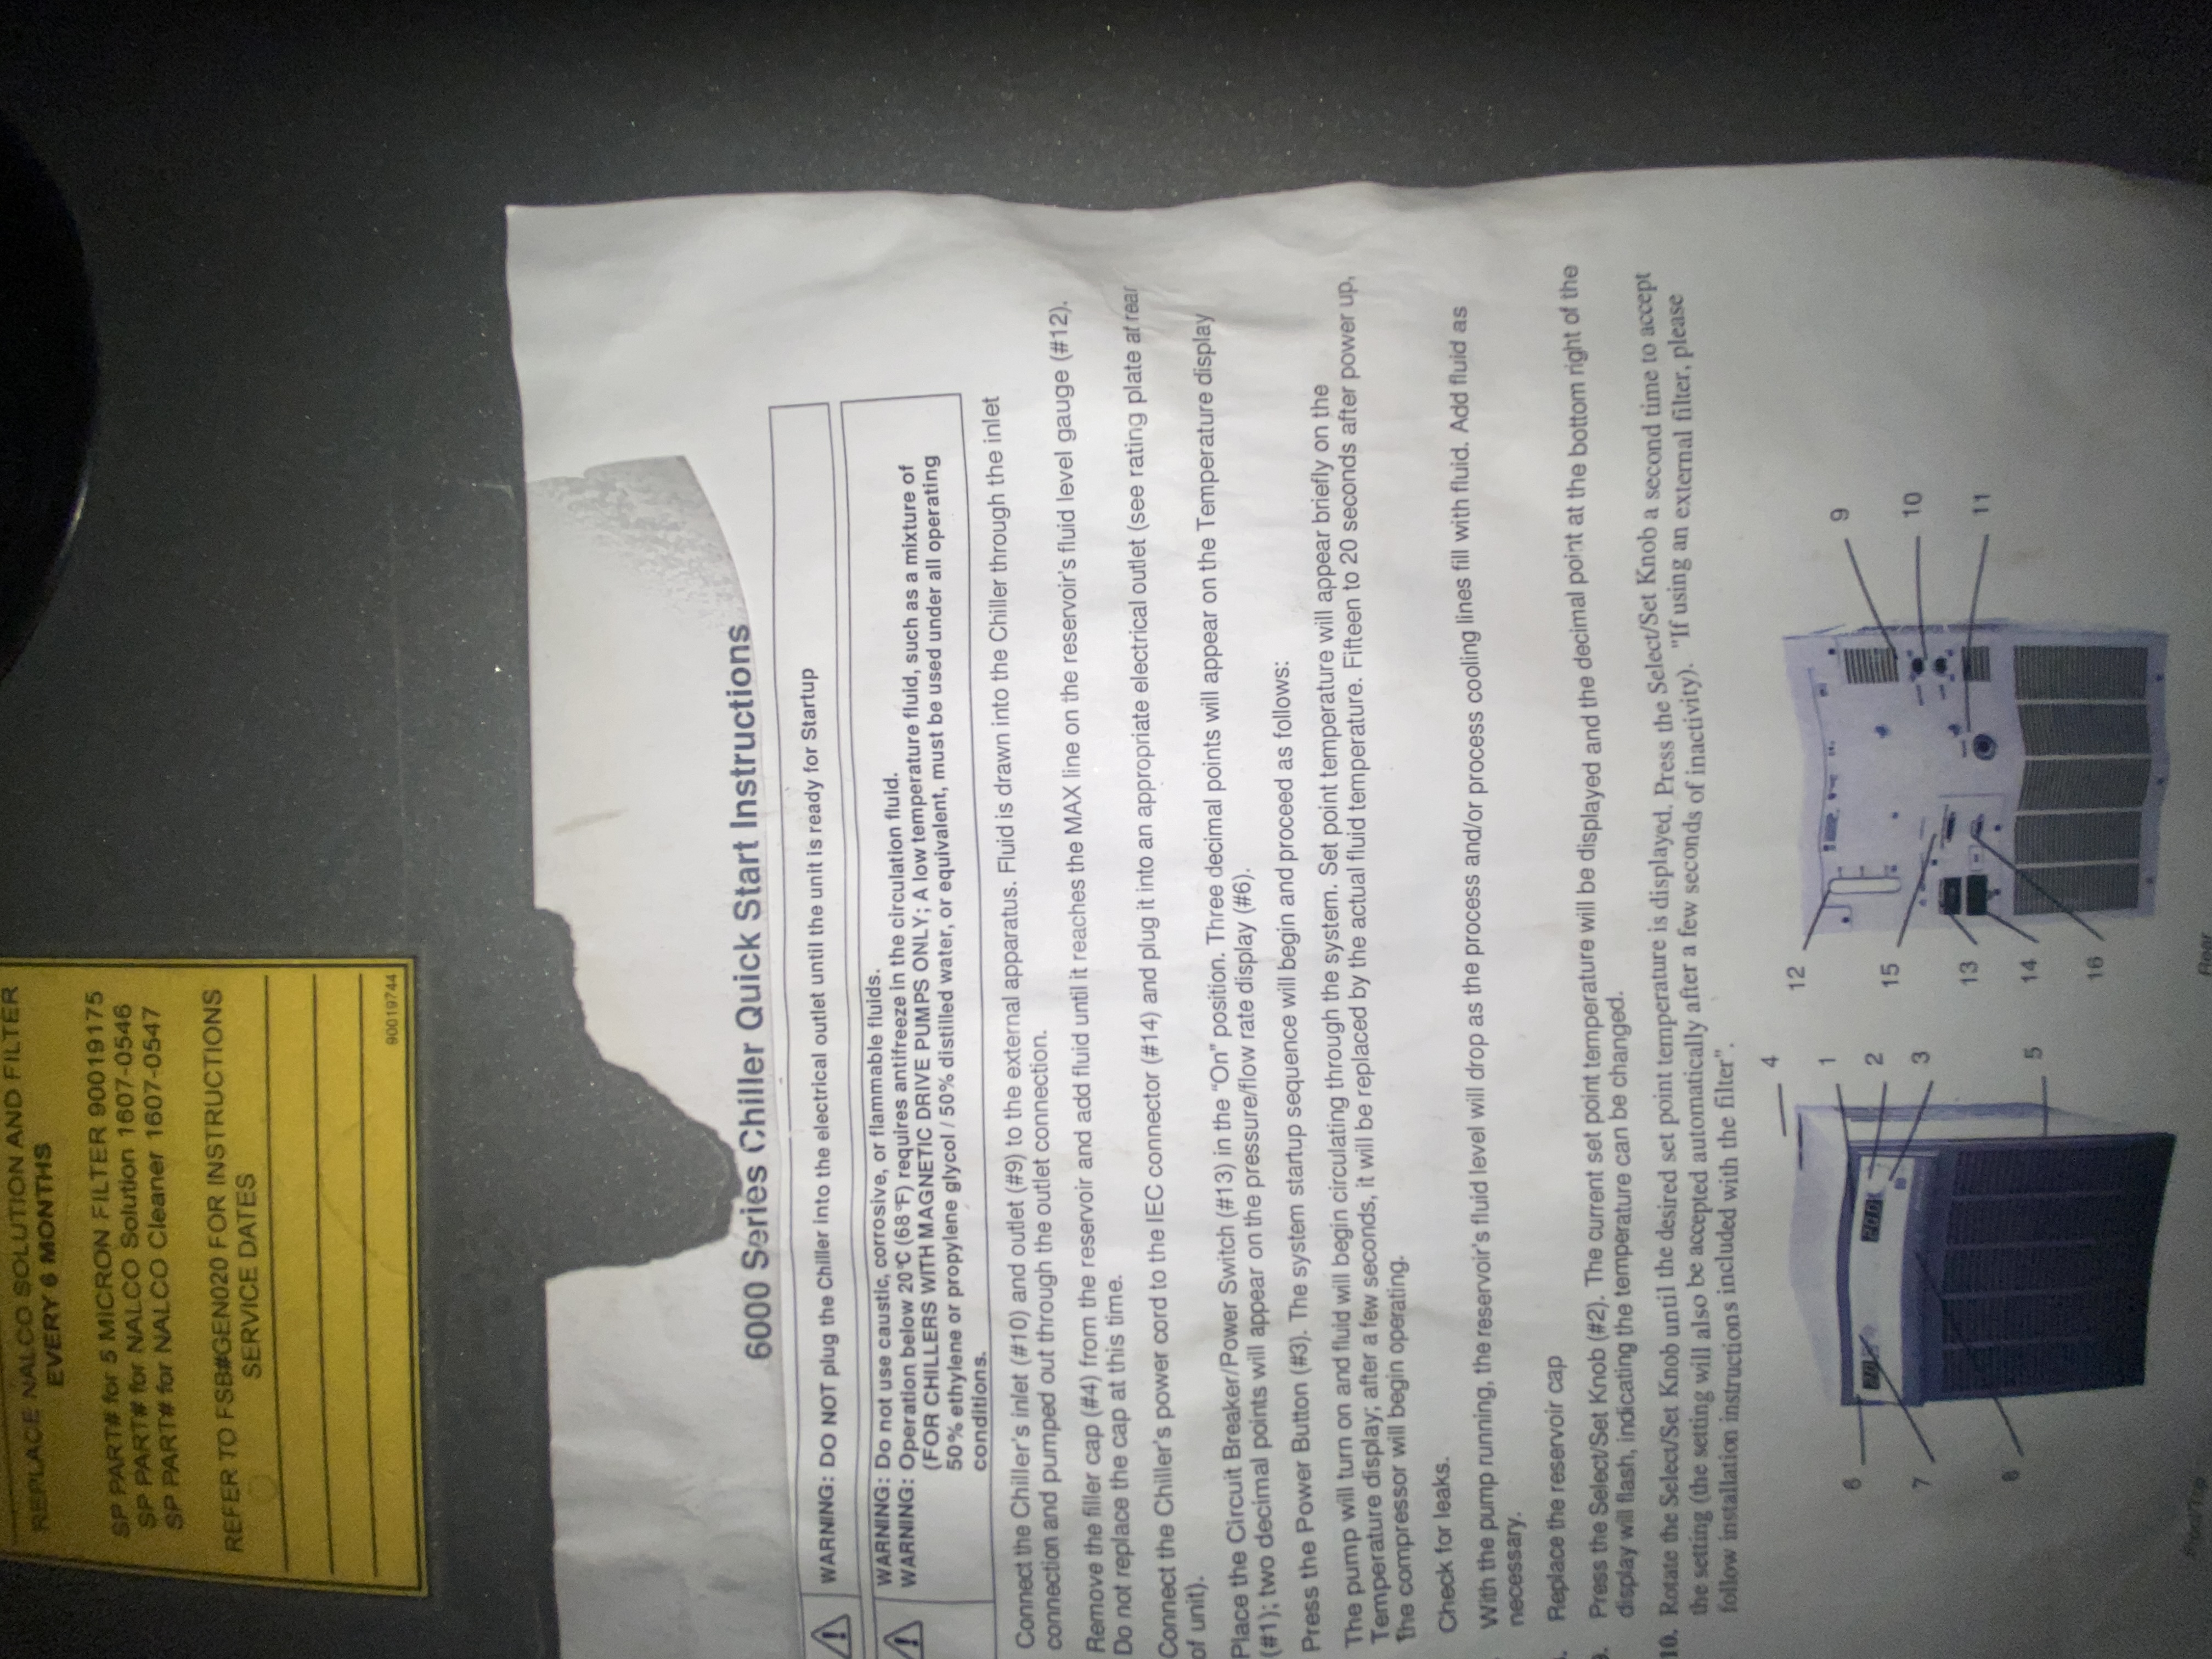 REPLACE NALCO SOLUTION AND FILTER
EVERY 6 MONTHS
SP PART# for 5 MICRON FILTER 90019175
SP PART# for NALCO Solution 1607-0546
SP PART# for NALCO Cleaner 1607-0547
REFER TO FSB#GEN020 FOR INSTRUCTIONS
SERVICE DATES
90019744
6000 Series Chiller Quick Start Instructions
WARNING: DO NOT plug the Chiller into the electrical outlet until the unit is ready for Startup
WARNING: Do not use caustic, corrosive, or flammable fluids.
WARNING: Operation below 20°C (68°F) requires antifreeze in the circulation fluid.
(FOR CHILLERS WITH MAGNETIC DRIVE PUMPS ONLY; A low temperature fluid, such as a mixture of
50% ethylene or propylene glycol / 50% distilled water, or equivalent, must be used under all operating
conditions.
Connect the Chiller's inlet (#10) and outlet (#9) to the external apparatus. Fluid is drawn into the Chiller through the inlet
connection and pumped out through the outlet connection.
Remove the filler cap (#4) from the reservoir and add fluid until it reaches the MAX line on the reservoir's fluid level gauge (#12).
Do not replace the cap at this time.
Connect the Chiller's power cord to the IEC connector (#14) and plug it into an appropriate electrical outlet (see rating plate at rear
of unit).
Place the Circuit Breaker/Power Switch (#13) in the “On” position. Three decimal points will appear on the Temperature display
(#1); two decimal points will appear on the pressure/flow rate display (#6).
Press the Power Button (#3). The system startup sequence will begin and proceed as follows:
The pump will turn on and fluid will begin circulating through the system. Set point temperature will appear briefly on the
Temperature display; after a few seconds, it will be replaced by the actual fluid temperature. Fifteen to 20 seconds after power up,
the compressor will begin operating.
Check for leaks.
With the pump running, the reservoir's fluid level will drop as the process and/or process cooling lines fill with fluid. Add fluid as
necessary.
Replace the reservoir cap
Press the Select/Set Knob (#2). The current set point temperature will be displayed and the decimal point at the bottom right of the
display will flash, indicating the temperature can be changed.
10. Rotate the Select/Set Knob until the desired set point temperature is displayed. Press the Select/Set Knob a second time to accept
the setting (the setting will also be accepted automatically after a few seconds of inactivity). "If using an external filter, please
follow installation instructions included with the filter".
4
12
1
9
6
2
15
10
7
3
13
11
8
5
14
16
Front/Top
Rear